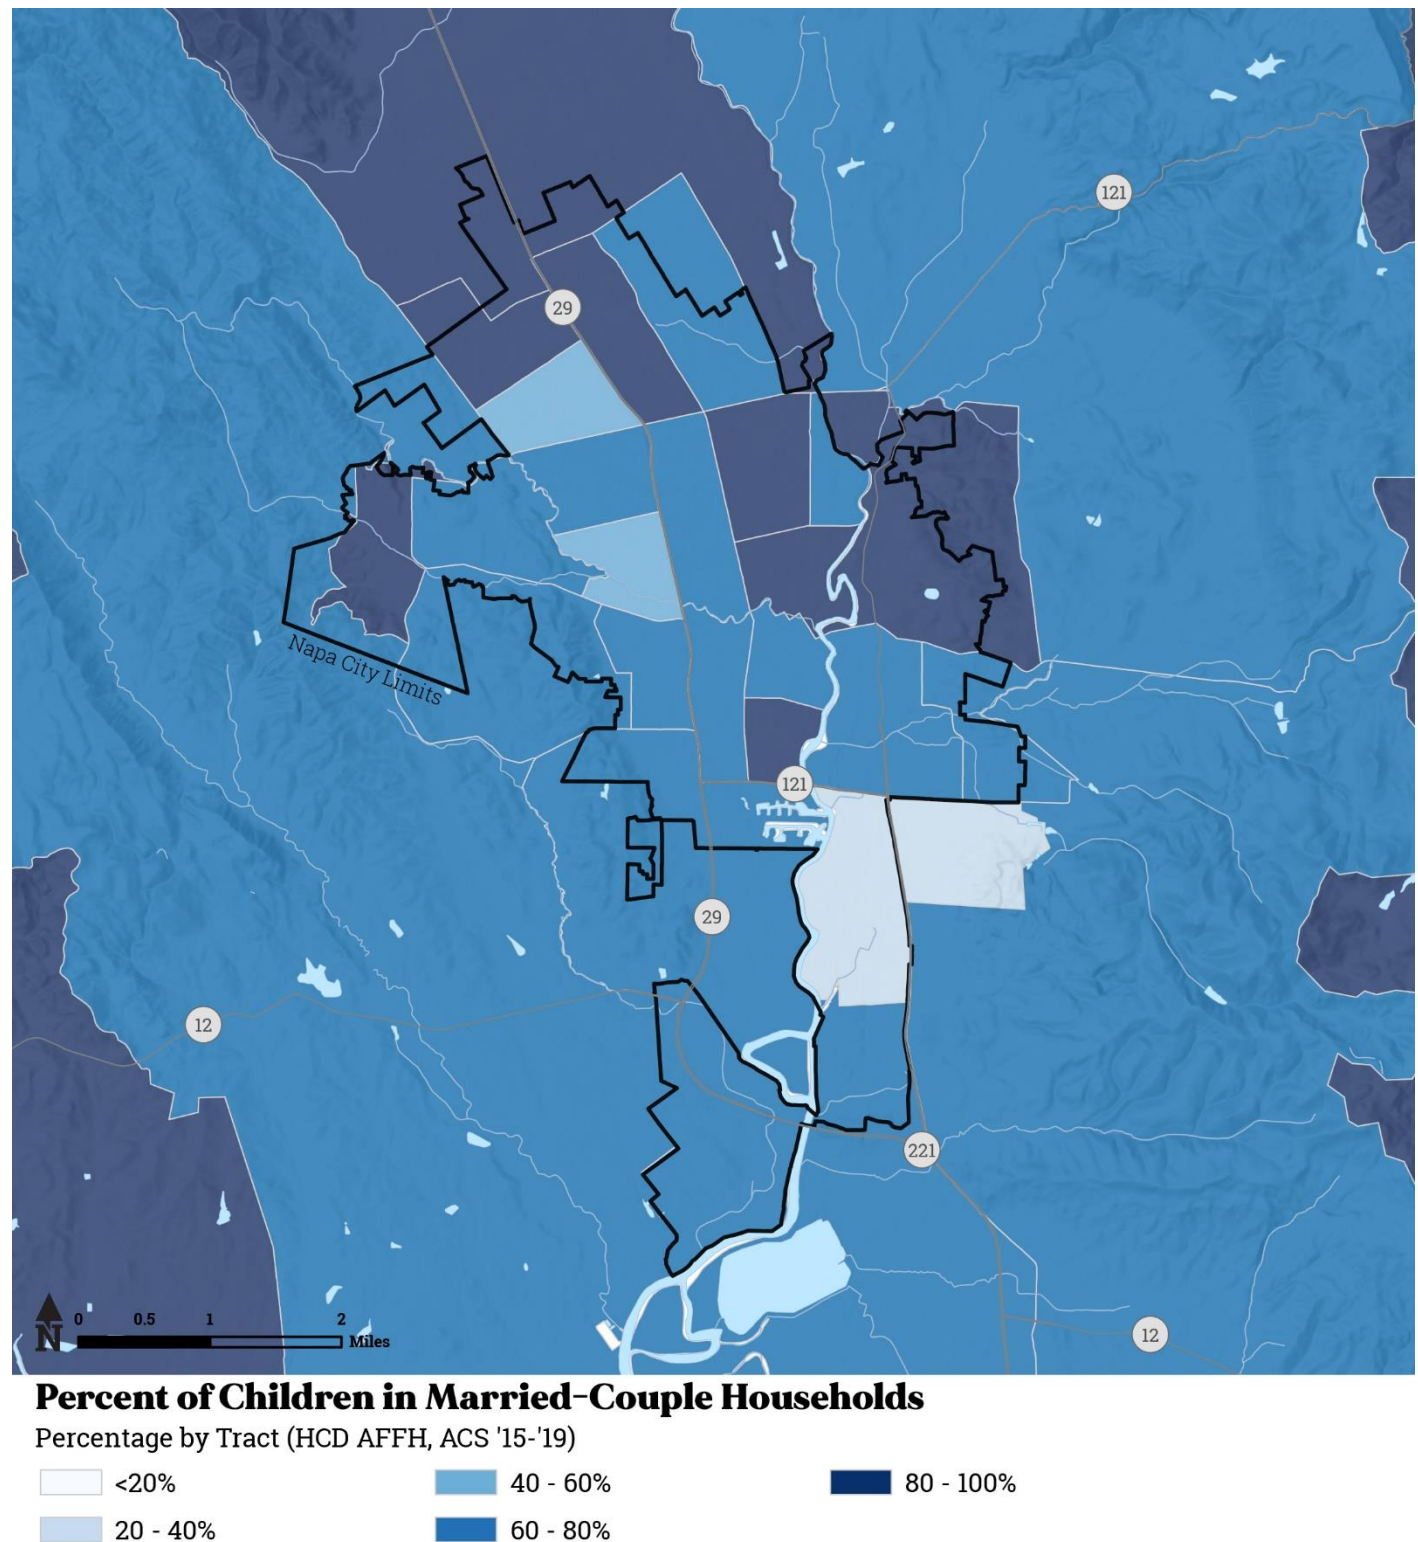 121
29
Napa City Limits
121
29
12
221
12
N
0 0.5 1 2
Miles
Percent of Children in Married-Couple Households
Percentage by Tract (HCD AFFH, ACS '15-'19)
<20%
40 - 60%
80 - 100%
20 - 40%
60 - 80%